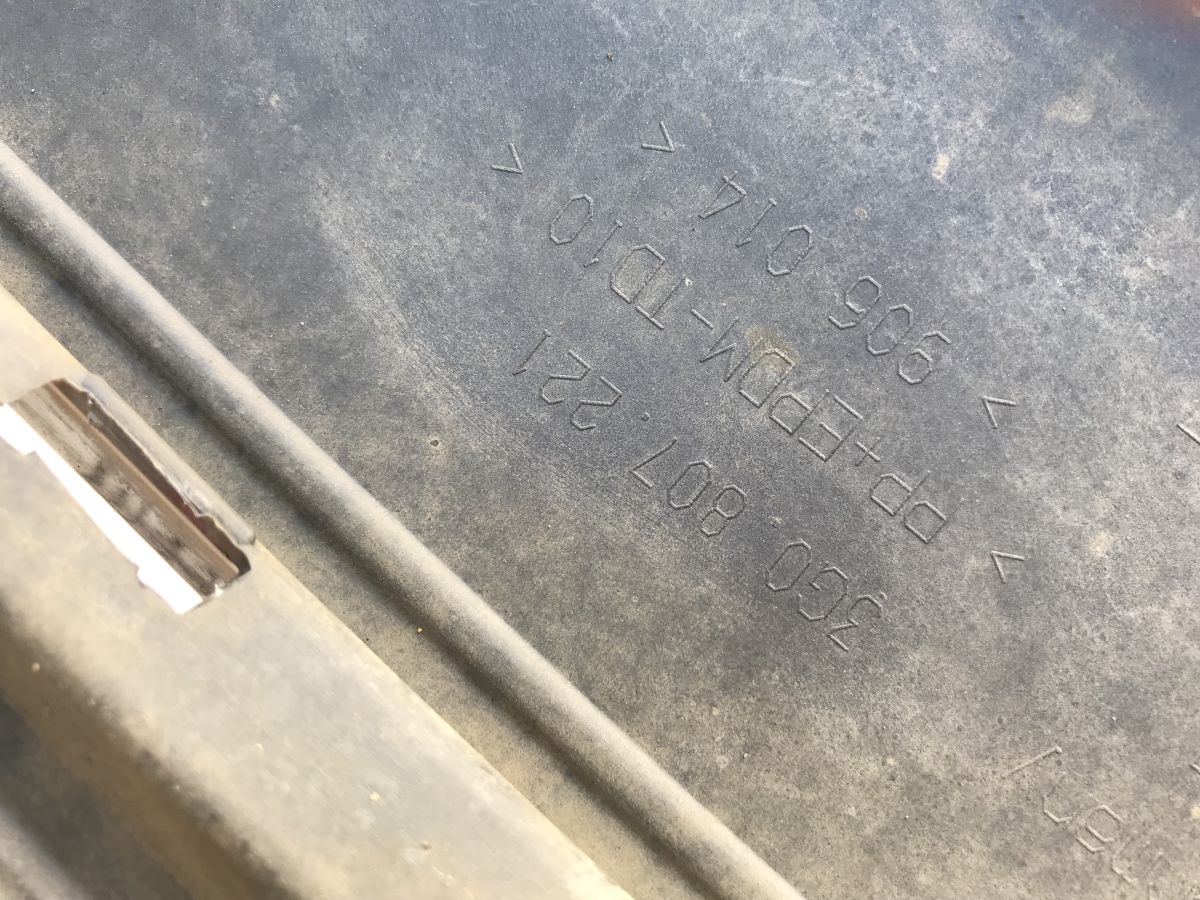 3G0. 807. 221
>PP+EPDM-TD10<
> 906 014 <